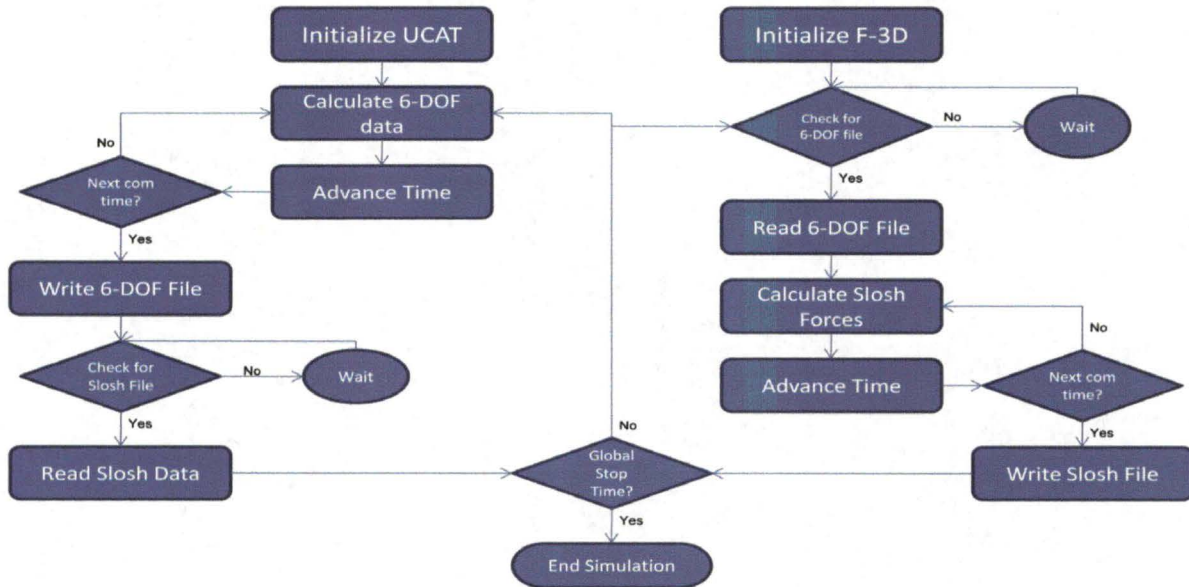 Initialize UCAT
Calculate 6-DOF
data
Advance Time
No
Next com
time?
Yes
Write 6-DOF File
Check for
Slosh File
No
Wait
Yes
Read Slosh Data
Initialize F-3D
Check for
6-DOF file
No
Wait
Yes
Read 6-DOF File
Calculate Slosh
Forces
Advance Time
No
Next com
time?
Yes
Write Slosh File
No
Global
Stop
Time?
Yes
End Simulation